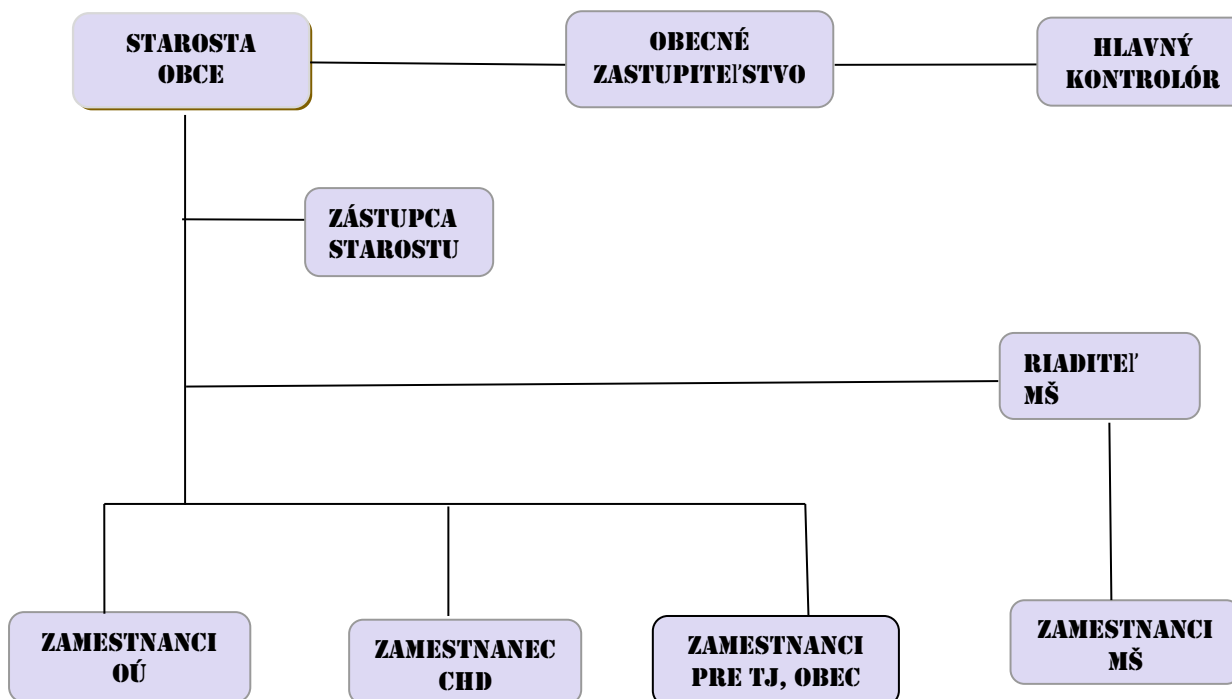 STAROSTA
OBCE
OBECNÉ
ZASTUPITEĽSTVO
HLAVNÝ
KONTROLÓR
ZÁSTUPCA
STAROSTU
RIADITEĽ
MŠ
ZAMESTNANCI
OÚ
ZAMESTNANEC
CHD
ZAMESTNANCI
PRE TJ, OBEC
ZAMESTNANCI
MŠ